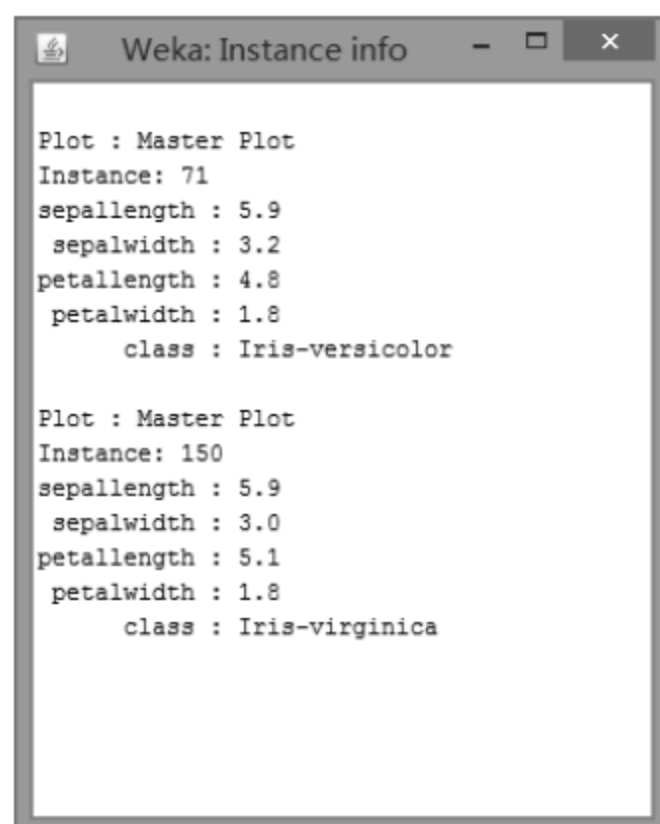 Weka: Instance info
Plot : Master Plot
Instance: 71
sepallength : 5.9
sepalwidth : 3.2
petallength : 4.8
petalwidth : 1.8
class : Iris-versicolor
Plot : Master Plot
Instance: 150
sepallength : 5.9
sepalwidth : 3.0
petallength : 5.1
petalwidth : 1.8
class : Iris-virginica